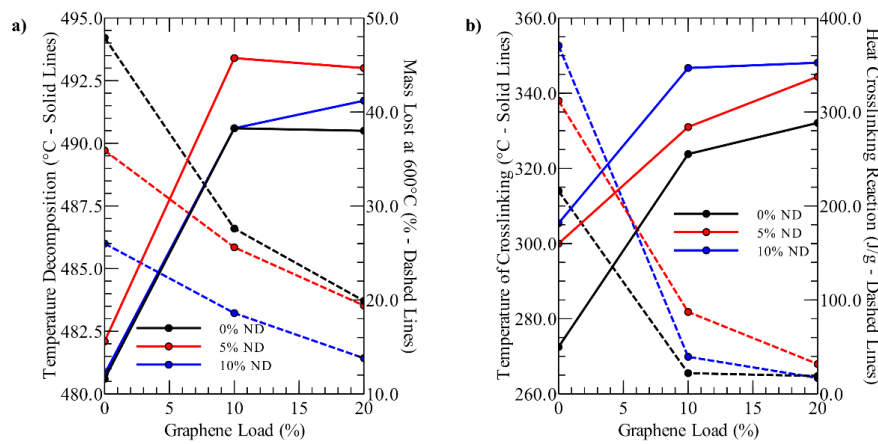 a)
Temperature Decomposition (°C - Solid Lines)
495.0
492.5
490.0
487.5
485.0
482.5
480.0
0
5
10
15
20
Graphene Load (%)
50.0
40.0
30.0
20.0
10.0
Mass Lost at 600°C (% - Dashed Lines)
0% ND
5% ND
10% ND
b)
Temperature of Crosslinking (°C - Solid Lines)
360.0
340.0
320.0
300.0
280.0
260.0
0
5
10
15
20
Graphene Load (%)
400.0
300.0
200.0
100.0
0.0
Heat Crosslinking Reaction (J/g - Dashed Lines)
0% ND
5% ND
10% ND